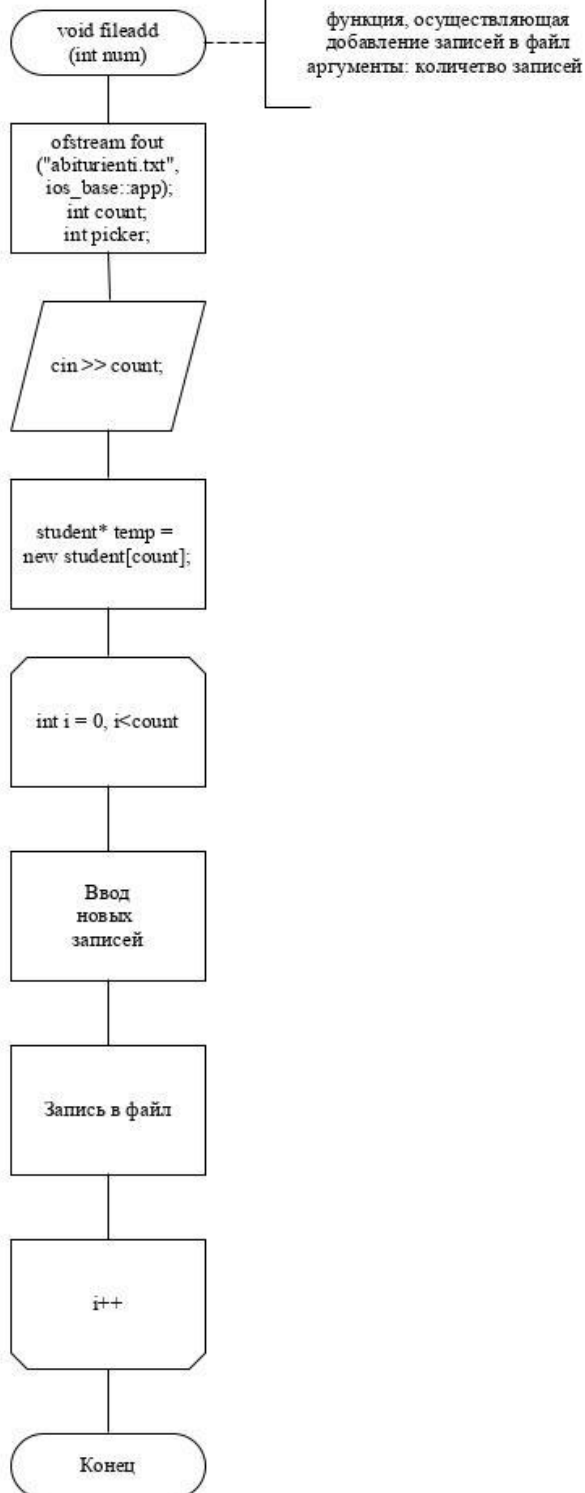 void fileadd
(int num)
функция, осуществляющая
добавление записей в файл
аргументы: количетво записей
ofstream fout
("abiturienti.txt",
ios_base::app);
int count;
int picker;
cin >> count;
student* temp =
new student[count];
int i = 0, i<count
Ввод
новых
записей
Запись в файл
i++
Конец